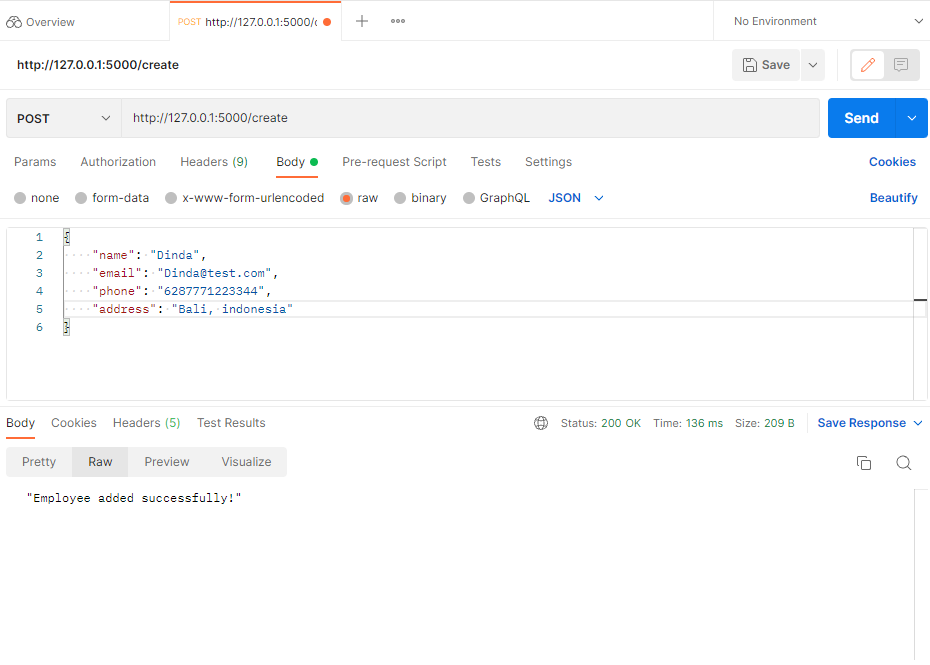 Overview
POST http://127.0.0.1:5000/c
No Environment
http://127.0.0.1:5000/create
Save
POST
http://127.0.0.1:5000/create
Send
Params Authorization Headers (9) Body Pre-request Script Tests Settings Cookies
none form-data x-www-form-urlencoded raw binary GraphQL JSON Beautify
1 {
2 "name": "Dinda",
3 "email": "Dinda@test.com",
4 "phone": "6287771223344",
5 "address": "Bali, indonesia"
6 }
Body Cookies Headers (5) Test Results Status: 200 OK Time: 136 ms Size: 209 B Save Response
Pretty Raw Preview Visualize
"Employee added successfully!"